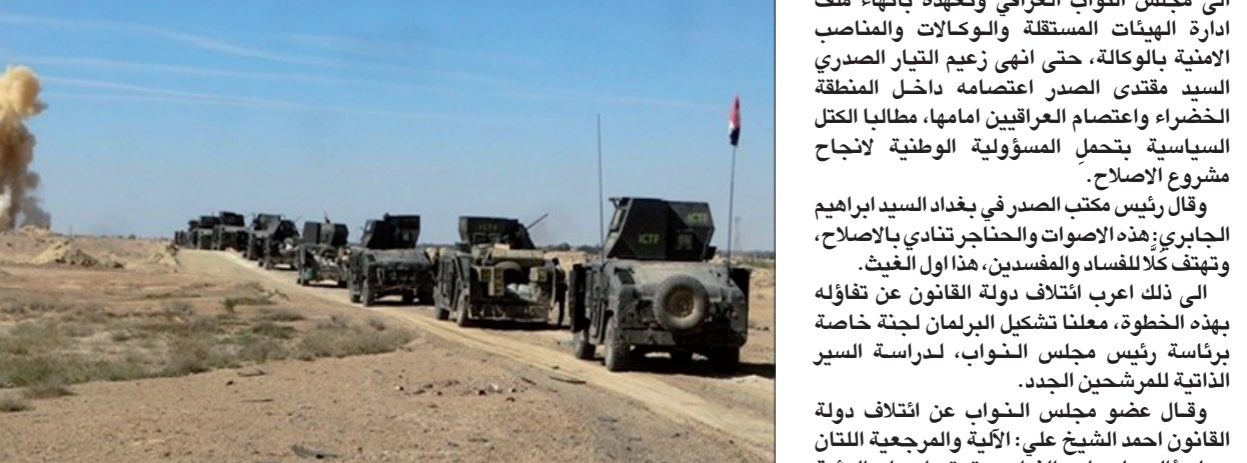 الى مجلس النواب العراقي وتعهده بانهاء ملف
ادارة الهيئات المستقلة والوكالات والمناصب
الامنية بالوكالة، حتى انهى زعيم التيار الصدري
السيد مقتدى الصدر اعتصامه داخل المنطقة
الخضراء واعتصام العراقيين امامها، مطالبا الكتل
السياسية بتحملِ المسؤولية الوطنية لانجاح
مشروع الاصلاح.
وقال رئيس مكتب الصدر في بغداد السيد ابراهيم
الجابري: هذه الاصوات والحناجر تنادي بالاصلاح،
وتهتف كَلَّا للفساد والمفسدين، هذا اول الغيث.
الى ذلك اعرب ائتلاف دولة القانون عن تفاؤله
بهذه الخطوة، معلنا تشكيل البرلمان لجنة خاصة
برئاسة رئيس مجلس النواب، لدراسة السير
الذاتية للمرشحين الجدد.
وقال عضو مجلس النواب عن ائتلاف دولة
القانون احمد الشيخ علي: الآلية والمرجعية اللتان
ICTF
ICTF